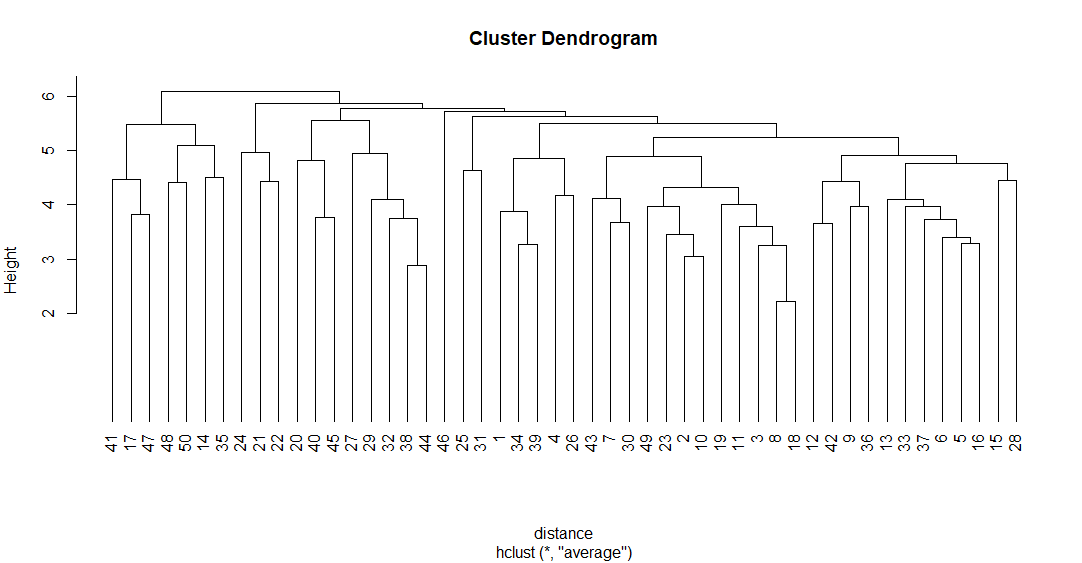 Cluster Dendrogram
Height
6
5
4
3
2
41 17 47 48 50 14 35 24 21 22 20 40 45 27 29 32 38 44 46 25 31 1 34 39 4 26 43 7 30 49 23 2 10 19 11 3 8 18 12 42 9 36 13 33 37 6 5 16 15 28
distance
hclust (*, "average")